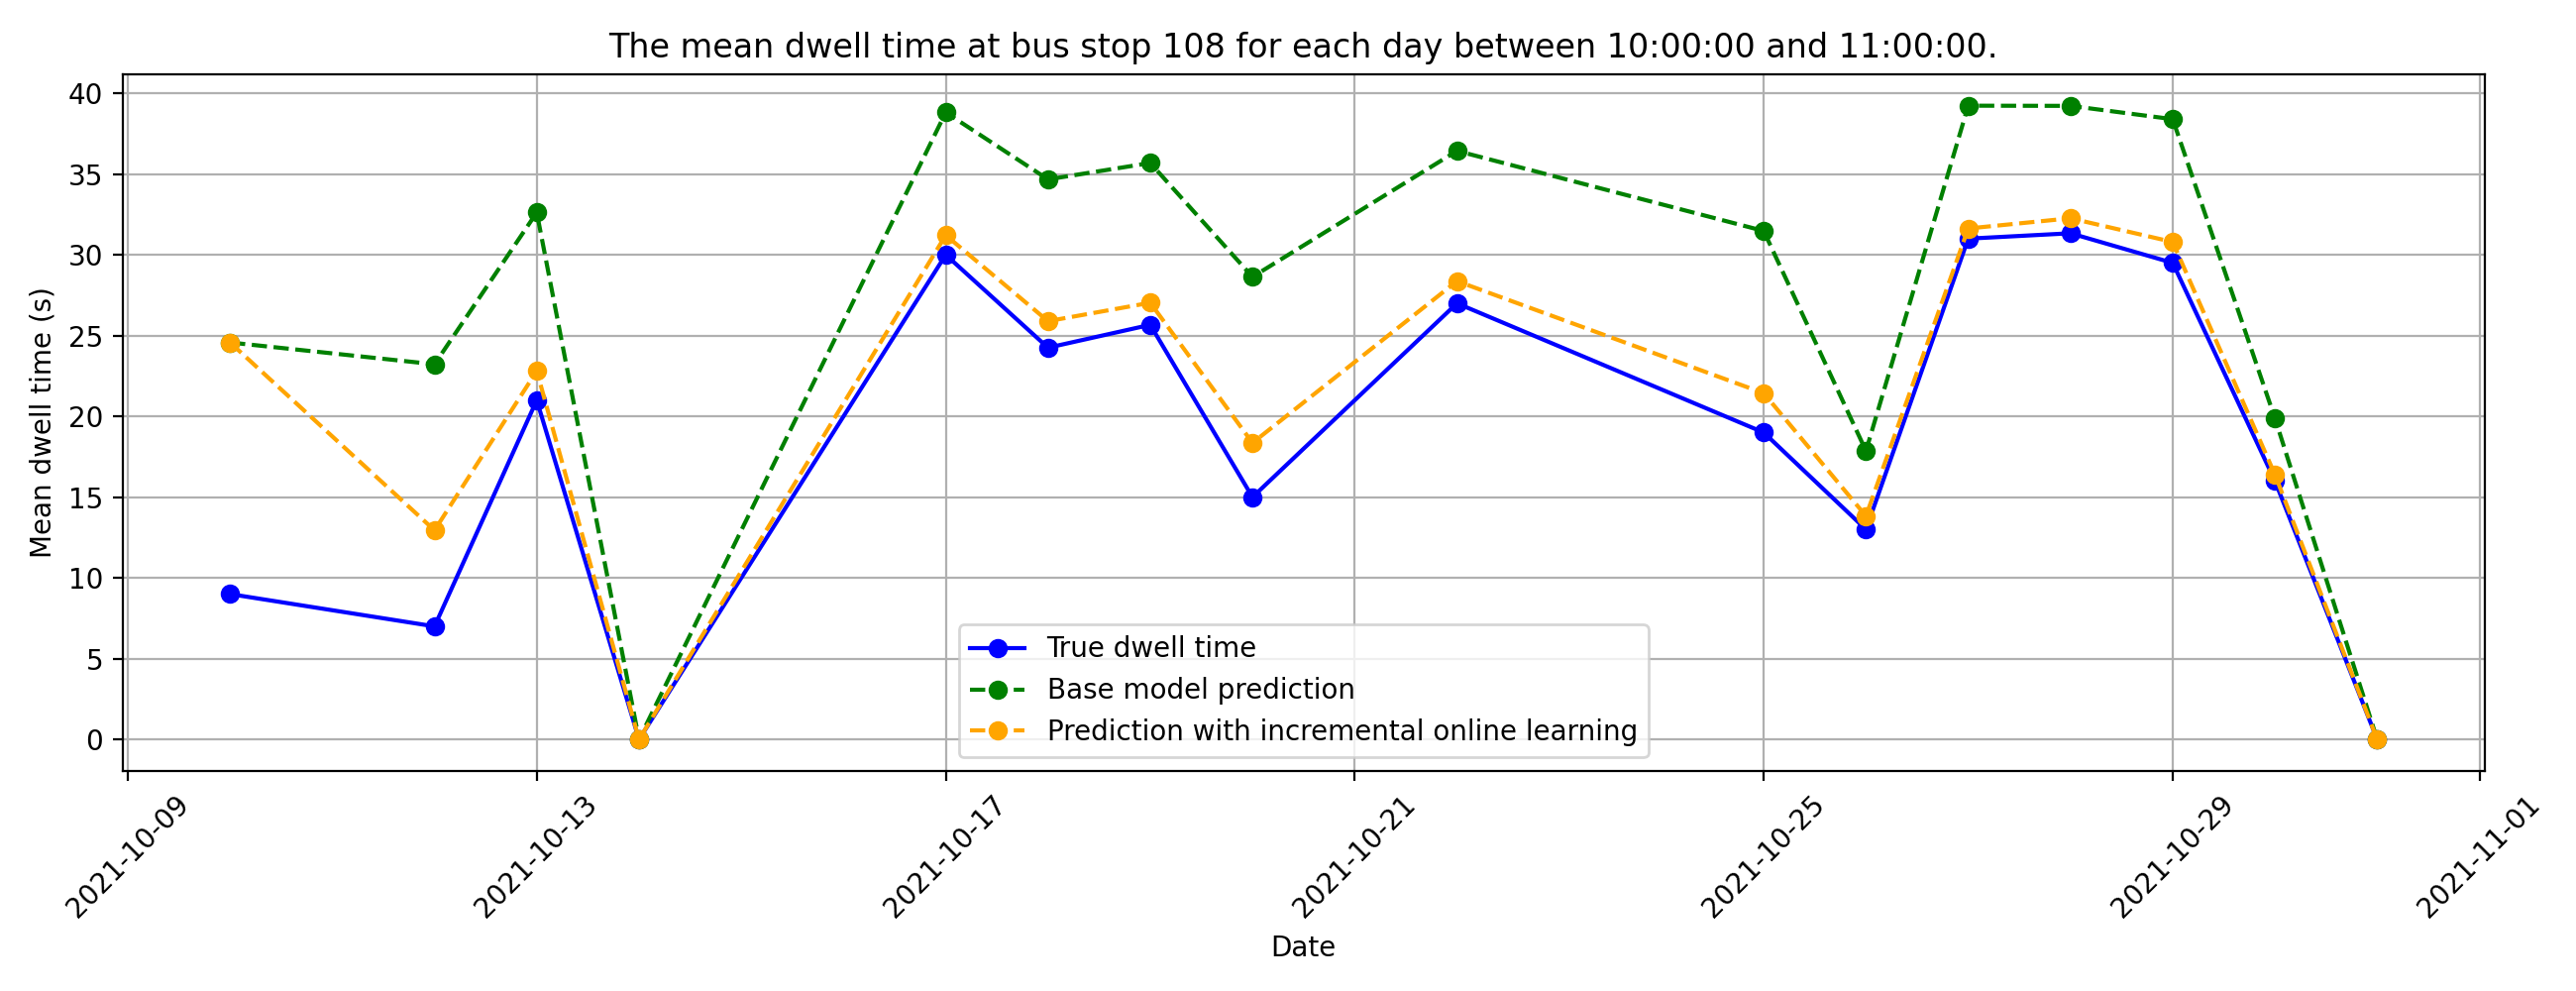 The mean dwell time at bus stop 108 for each day between 10:00:00 and 11:00:00.
Mean dwell time (s)
40
35
30
25
20
15
10
5
0
True dwell time
Base model prediction
Prediction with incremental online learning
2021-10-09
2021-10-13
2021-10-17
2021-10-21
2021-10-25
2021-10-29
2021-11-01
Date